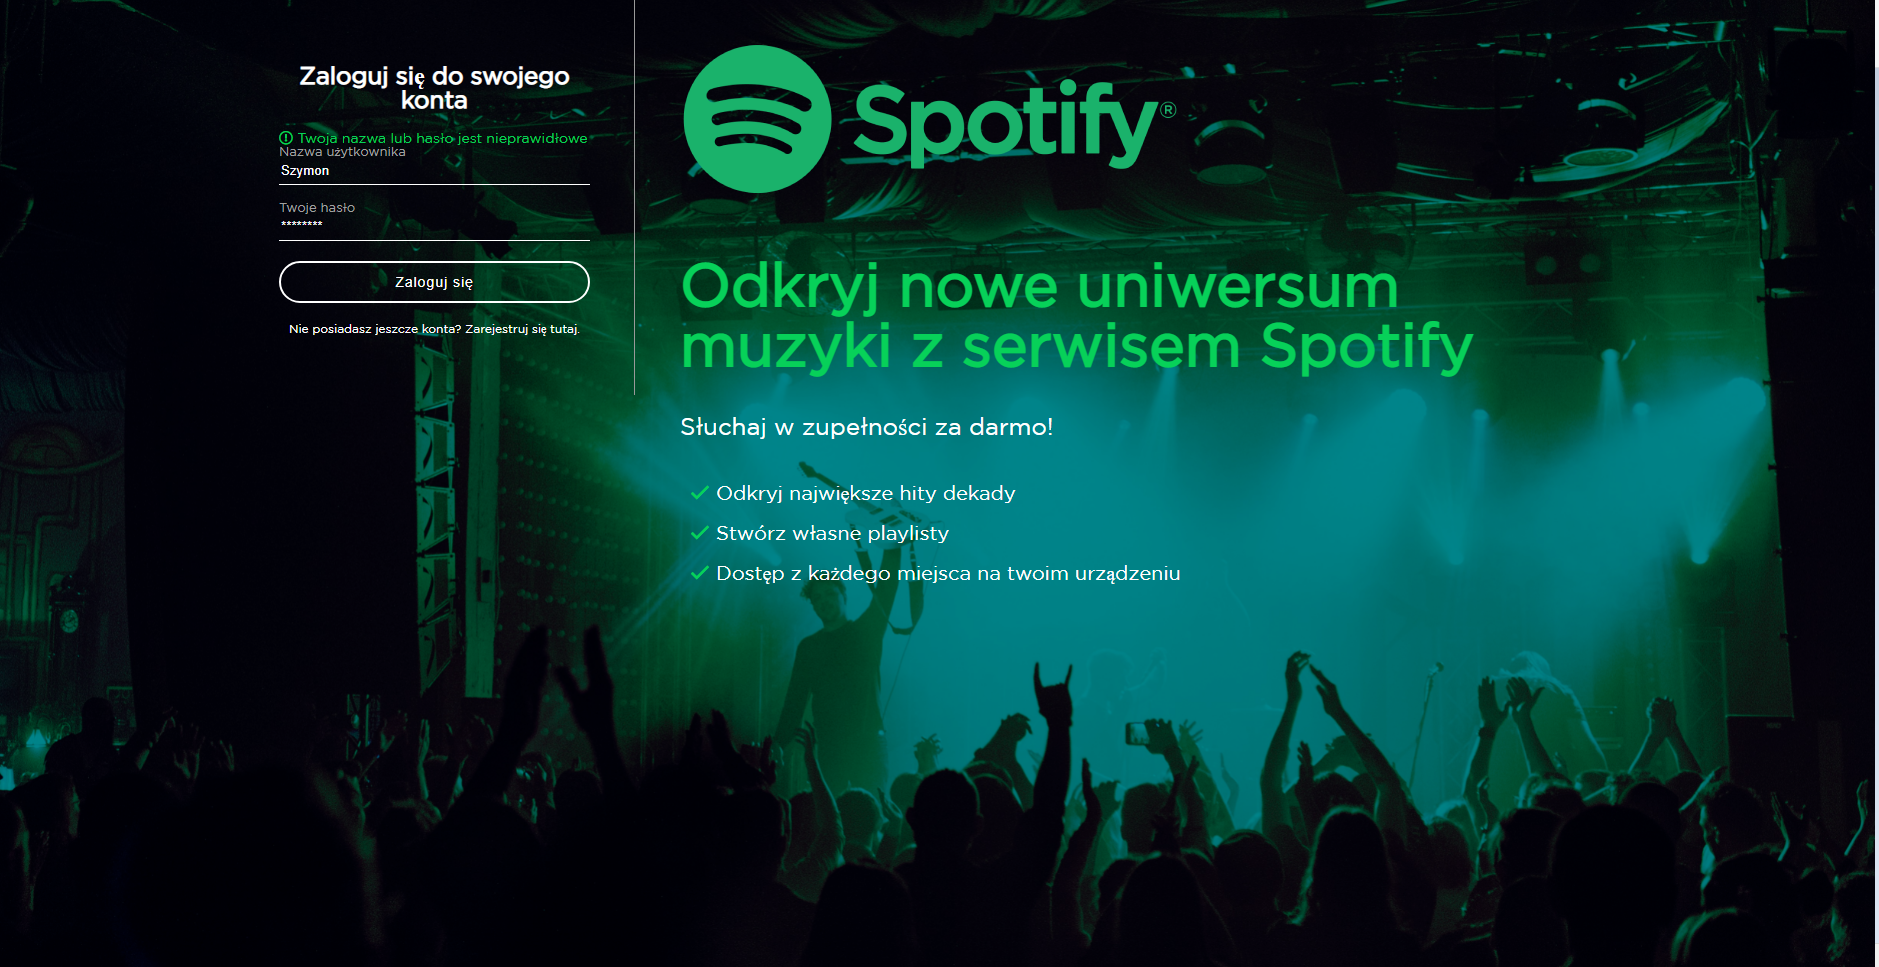 Zaloguj się do swojego
konta
Twoja nazwa lub hasło jest nieprawidłowe
Nazwa użytkownika
Szymon
Twoje hasło
********
Zaloguj się
Nie posiadasz jeszcze konta? Zarejestruj się tutaj.
Spotify®
Odkryj nowe uniwersum
muzyki z serwisem Spotify
Słuchaj w zupełności za darmo!
Odkryj największe hity dekady
Stwórz własne playlisty
Dostęp z każdego miejsca na twoim urządzeniu